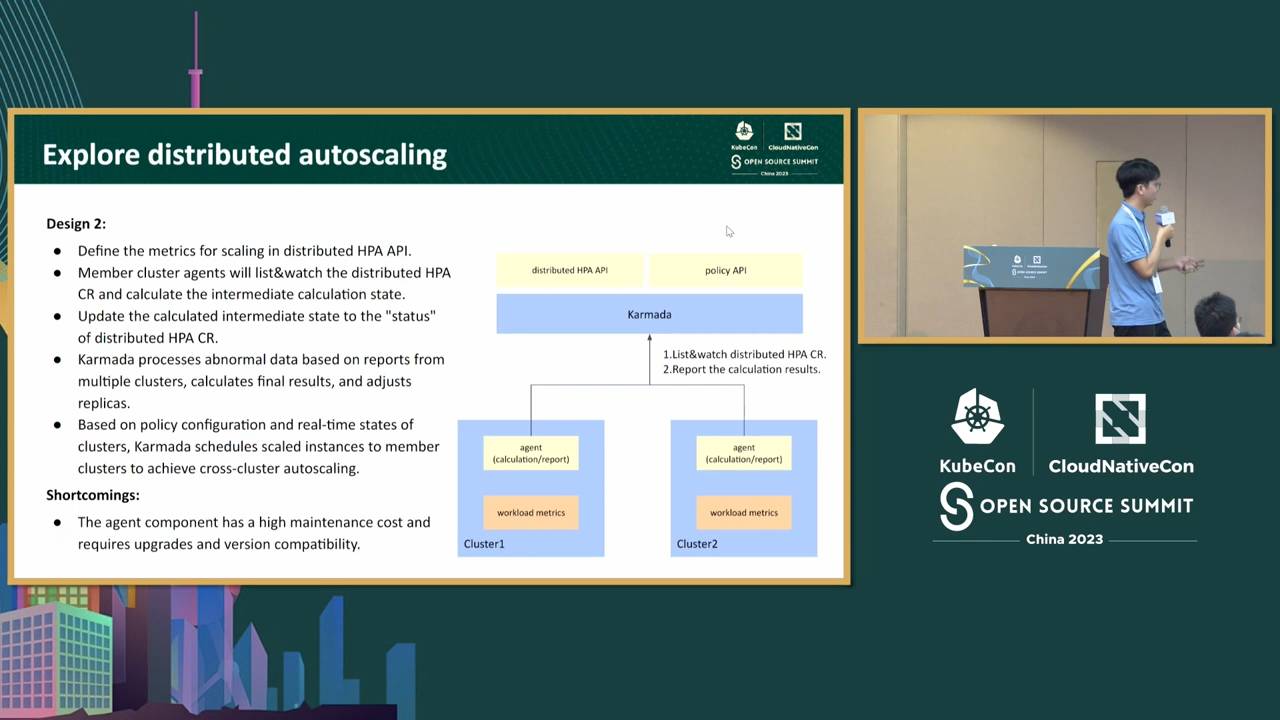 Explore distributed autoscaling
KubeCon
CloudNativeCon
OPEN SOURCE SUMMIT
China 2023
Design 2:
● Define the metrics for scaling in distributed HPA API.
● Member cluster agents will list&watch the distributed HPA
CR and calculate the intermediate calculation state.
● Update the calculated intermediate state to the "status"
of distributed HPA CR.
● Karmada processes abnormal data based on reports from
multiple clusters, calculates final results, and adjusts
replicas.
● Based on policy configuration and real-time states of
clusters, Karmada schedules scaled instances to member
clusters to achieve cross-cluster autoscaling.
Shortcomings:
● The agent component has a high maintenance cost and
requires upgrades and version compatibility.
distributed HPA API
policy API
Karmada
1.List&watch distributed HPA CR.
2.Report the calculation results.
agent
(calculation/report)
workload metrics
Cluster1
agent
(calculation/report)
workload metrics
Cluster2
KubeCon
CloudNativeCon
OPEN SOURCE SUMMIT
China 2023